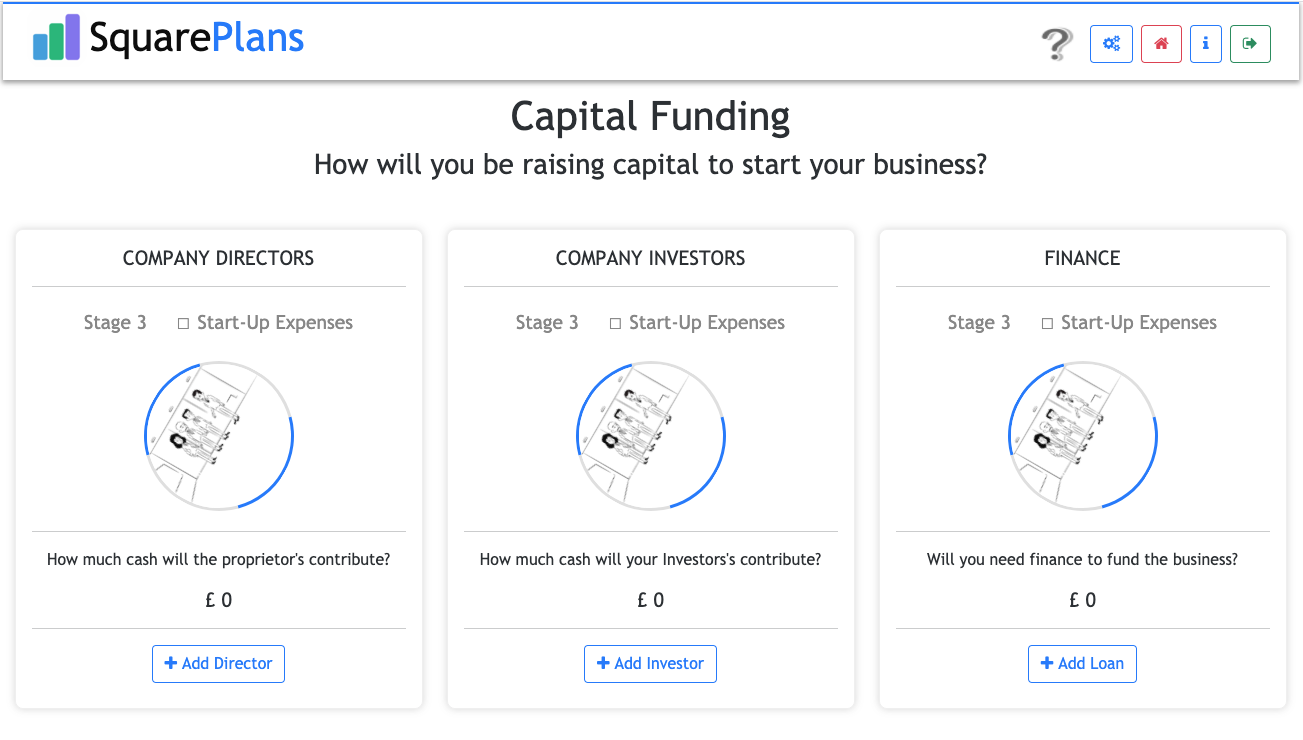 SquarePlans
Capital Funding
How will you be raising capital to start your business?
COMPANY DIRECTORS
Stage 3 Start-Up Expenses
How much cash will the proprietor's contribute?
£ 0
Add Director
COMPANY INVESTORS
Stage 3 Start-Up Expenses
How much cash will your Investors's contribute?
£ 0
Add Investor
FINANCE
Stage 3 Start-Up Expenses
Will you need finance to fund the business?
£ 0
Add Loan